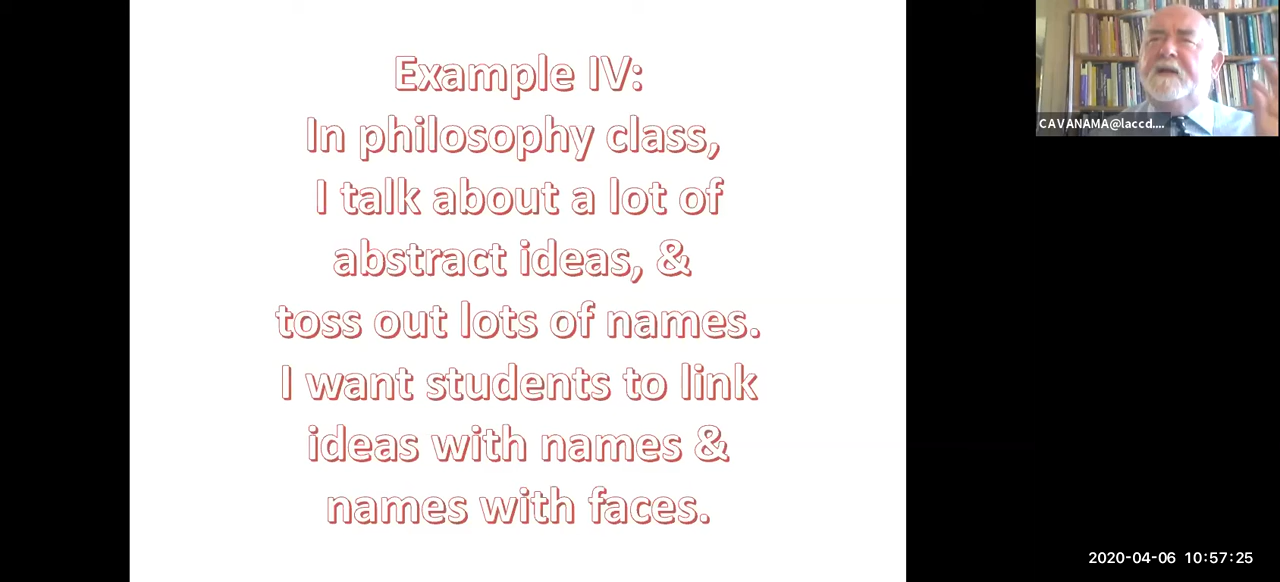 Example IV:
In philosophy class,
I talk about a lot of
abstract ideas, &
toss out lots of names.
I want students to link
ideas with names &
names with faces.
CAVANAMA@laccd....
2020-04-06 10:57:25